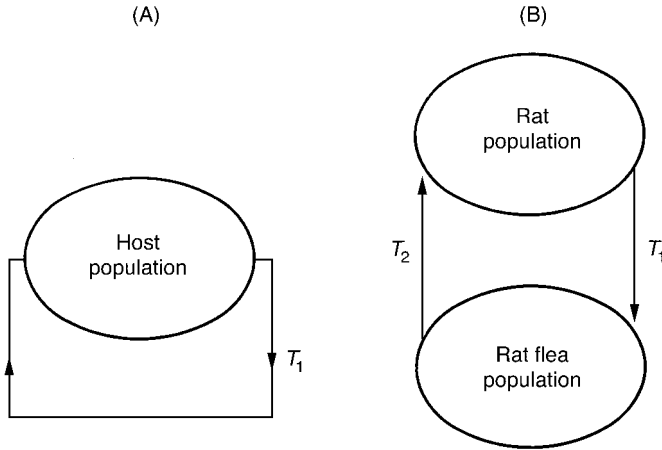 (A)
Host
population
T1
(B)
Rat
population
T2
T1
Rat flea
population